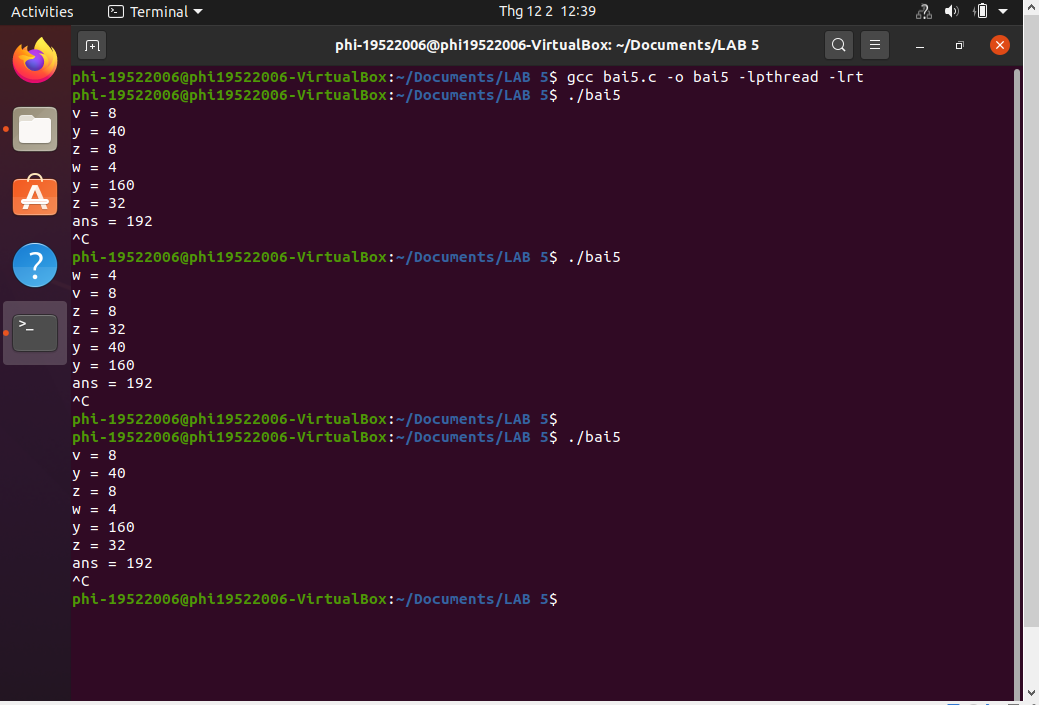 Activities Terminal Thg 12 2 12:39
phi-19522006@phi19522006-VirtualBox: ~/Documents/LAB 5
phi-19522006@phi19522006-VirtualBox:~/Documents/LAB 5$ gcc bai5.c -o bai5 -lpthread -lrt
phi-19522006@phi19522006-VirtualBox:~/Documents/LAB 5$ ./bai5
v = 8
y = 40
z = 8
w = 4
y = 160
z = 32
ans = 192
^C
phi-19522006@phi19522006-VirtualBox:~/Documents/LAB 5$ ./bai5
w = 4
v = 8
z = 8
z = 32
y = 40
y = 160
ans = 192
^C
phi-19522006@phi19522006-VirtualBox:~/Documents/LAB 5$
phi-19522006@phi19522006-VirtualBox:~/Documents/LAB 5$ ./bai5
v = 8
y = 40
z = 8
w = 4
y = 160
z = 32
ans = 192
^C
phi-19522006@phi19522006-VirtualBox:~/Documents/LAB 5$